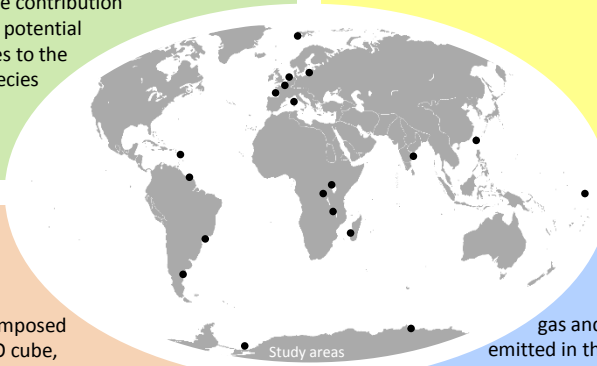 e contribution
potential
es to the
ecies
mposed
D cube,
Study areas
gas and
emitted in th